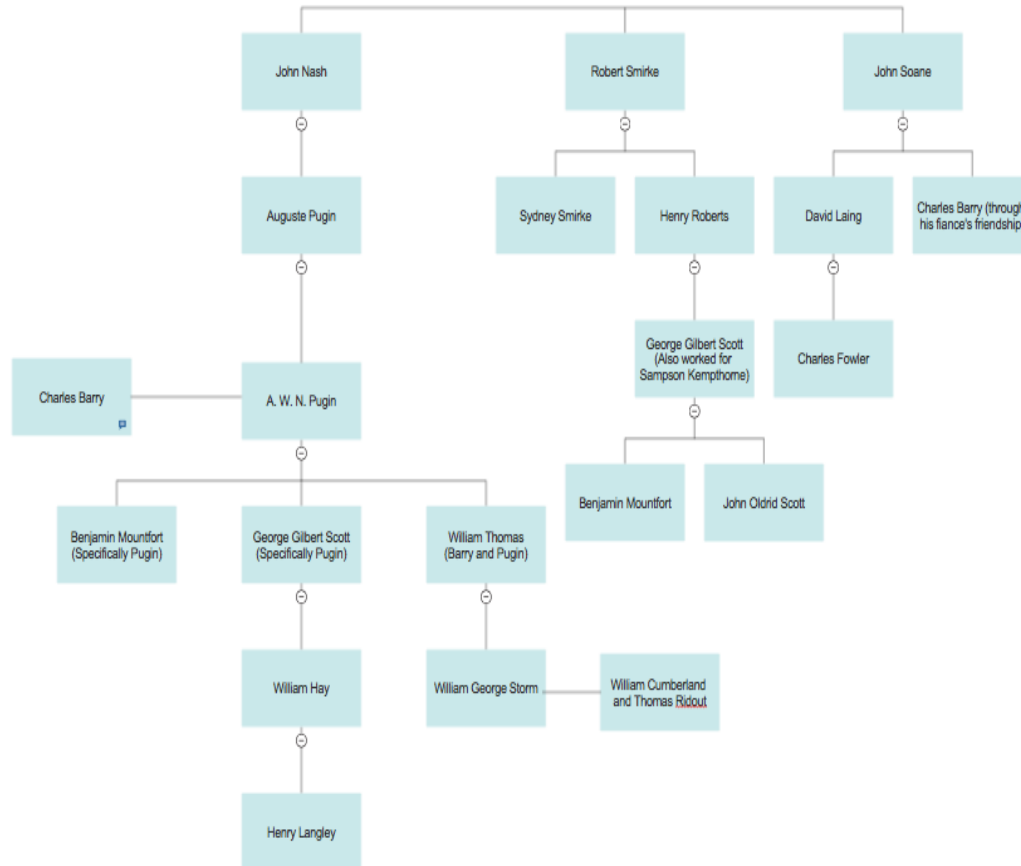 John Nash
Robert Smirke
John Soane
Auguste Pugin
Sydney Smirke
Henry Roberts
David Laing
Charles Barry (through
his fiance's friendship
George Gilbert Scott
(Also worked for
Sampson Kempthorne)
Charles Fowler
Charles Barry
A. W. N. Pugin
Benjamin Mountfort
John Oldrid Scott
Benjamin Mountfort
(Specifically Pugin)
George Gilbert Scott
(Specifically Pugin)
William Thomas
(Barry and Pugin)
William Hay
William George Storm
William Cumberland
and Thomas Ridout
Henry Langley